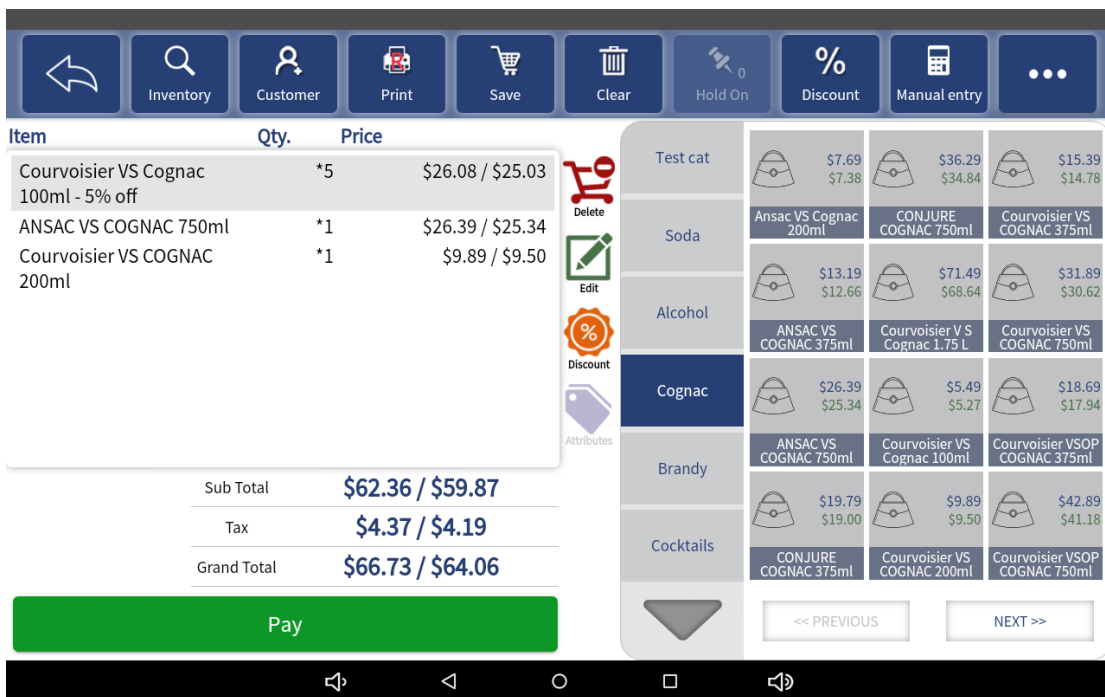 Inventory
Customer
R
Print
Save
Clear
0
Hold On
%
Discount
Manual entry
Item Qty. Price
Courvoisier VS Cognac *5 $26.08 / $25.03
100ml - 5% off
ANSAC VS COGNAC 750ml *1 $26.39 / $25.34
Courvoisier VS COGNAC *1 $9.89 / $9.50
200ml
Delete
Edit
%
Discount
Attributes
Sub Total $62.36 / $59.87
Tax $4.37 / $4.19
Grand Total $66.73 / $64.06
Pay
Test cat
Soda
Alcohol
Cognac
Brandy
Cocktails
$7.69
$7.38
Ansac VS Cognac
200ml
$36.29
$34.84
CONJURE
COGNAC 750ml
$15.39
$14.78
Courvoisier VS
COGNAC 375ml
$13.19
$12.66
ANSAC VS
COGNAC 375ml
$71.49
$68.64
Courvoisier V S
Cognac 1.75 L
$31.89
$30.62
Courvoisier VS
COGNAC 750ml
$26.39
$25.34
ANSAC VS
COGNAC 750ml
$5.49
$5.27
Courvoisier VS
Cognac 100ml
$18.69
$17.94
Courvoisier VSOP
COGNAC 375ml
$19.79
$19.00
CONJURE
COGNAC 375ml
$9.89
$9.50
Courvoisier VS
COGNAC 200ml
$42.89
$41.18
Courvoisier VSOP
COGNAC 750ml
<< PREVIOUS
NEXT >>